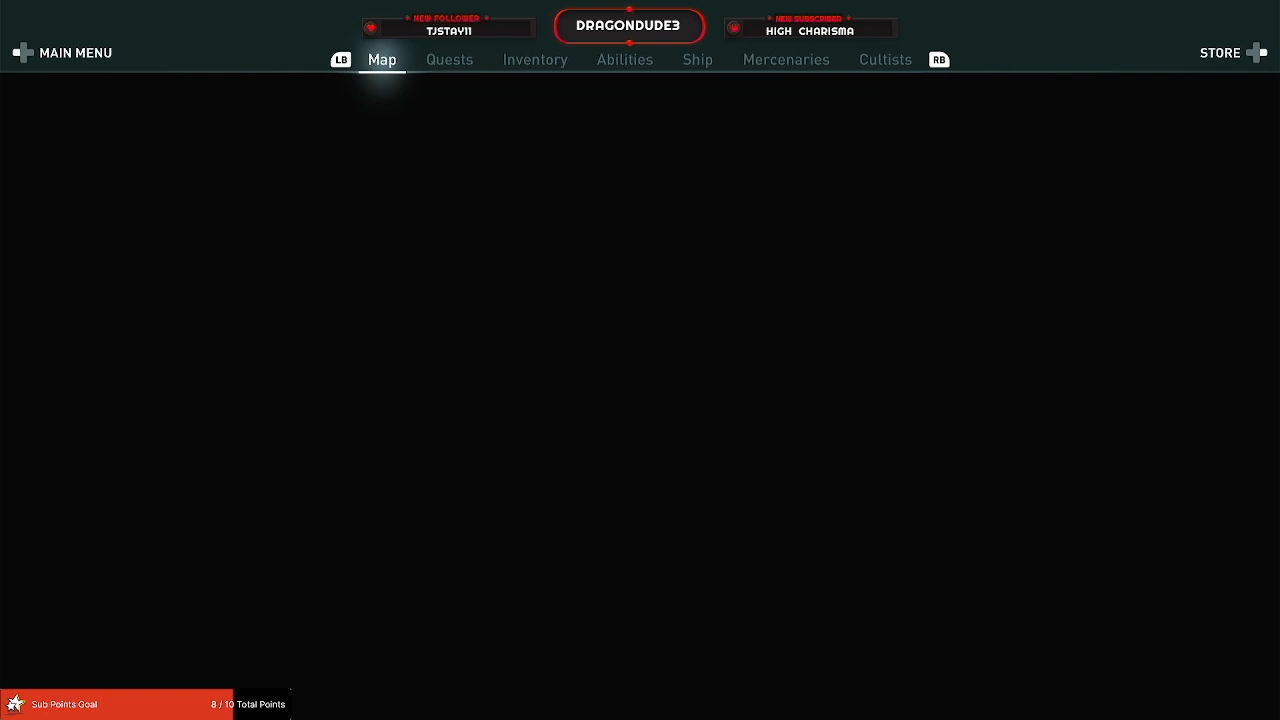 NEW FOLLOWER
TJSTAY11
DRAGONDUDE3
NEW SUBSCRIBER
HIGH CHARISMA
MAIN MENU
LB Map Quests Inventory Abilities Ship Mercenaries Cultists RB
STORE
Sub Points Goal 8 / 10 Total Points